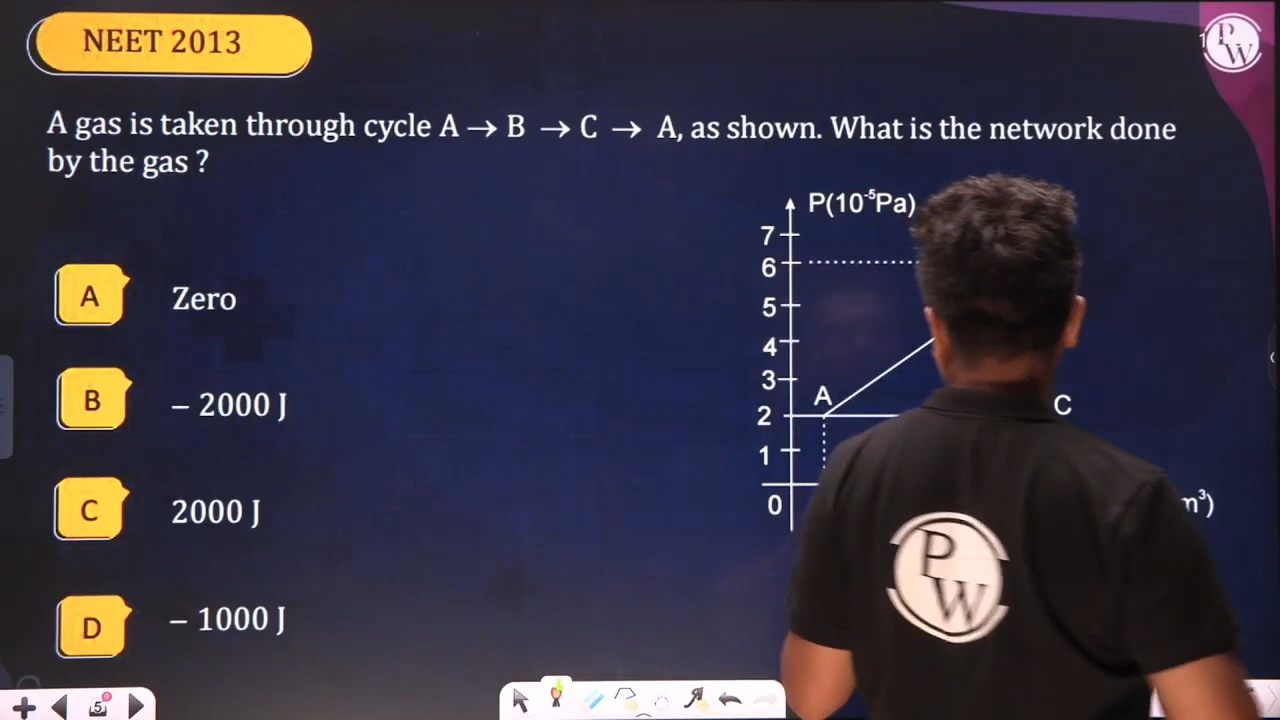 NEET 2013
A gas is taken through cycle A → B → C → A, as shown. What is the network done
by the gas ?
P(10⁻⁵Pa)
7
6
5
4
3
2
1
0
A
C
m³)
A Zero
B – 2000 J
C 2000 J
D – 1000 J
PW
PW
5